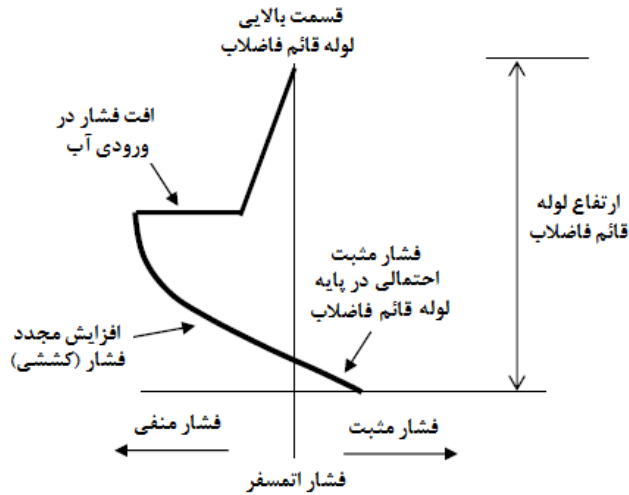 قسمت بالایی
لوله قائم فاضلاب
افت فشار در
ورودی آب
ارتفاع لوله
قائم فاضلاب
فشار مثبت
احتمالی در پایه
لوله قائم فاضلاب
افزایش مجدد
فشار (کششی)
فشار منفی
فشار مثبت
فشار اتمسفر